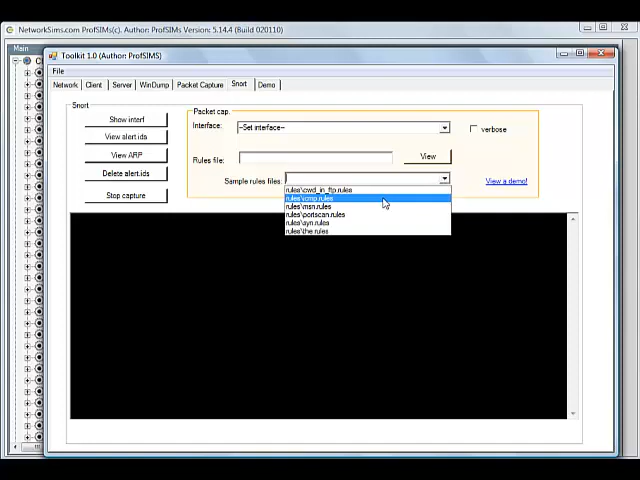 NetworkSims.com ProfSIMs(c). Author: ProfSIMs Version: 5.14.4 (Build 020110)
Main
Toolkit 1.0 (Author: ProfSIMS)
File
Network Client Server WinDump Packet Capture Snort Demo
Snort
Packet cap.
Show interf
Interface: --Set interface-- verbose
View alert.ids
View ARP
Rules file: View
Delete alert.ids
Sample rules files: View a demo!
Stop capture
rules\cwd_in_ftp.rules
rules\icmp.rules
rules\msn.rules
rules\portscan.rules
rules\syn.rules
rules\the.rules